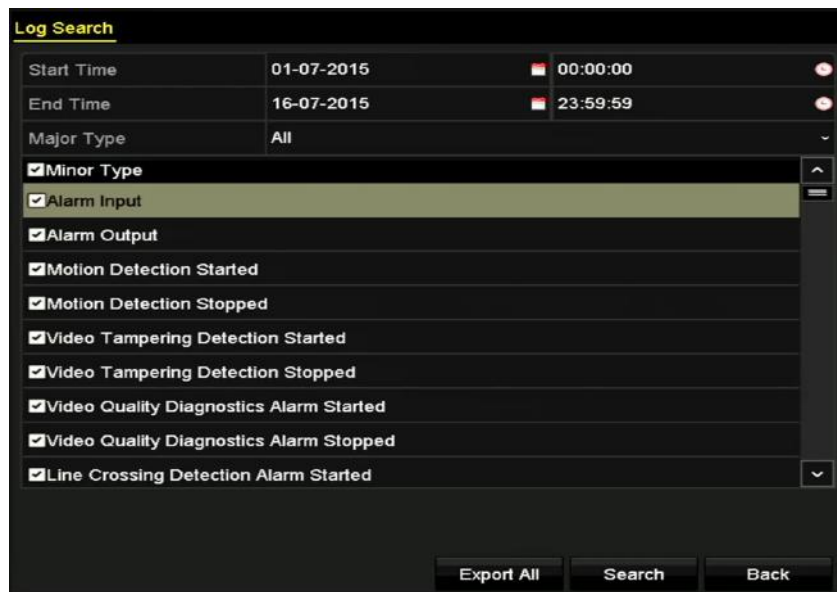 Log Search
Start Time 01-07-2015 00:00:00
End Time 16-07-2015 23:59:59
Major Type All
Minor Type
Alarm Input
Alarm Output
Motion Detection Started
Motion Detection Stopped
Video Tampering Detection Started
Video Tampering Detection Stopped
Video Quality Diagnostics Alarm Started
Video Quality Diagnostics Alarm Stopped
Line Crossing Detection Alarm Started
Export All Search Back